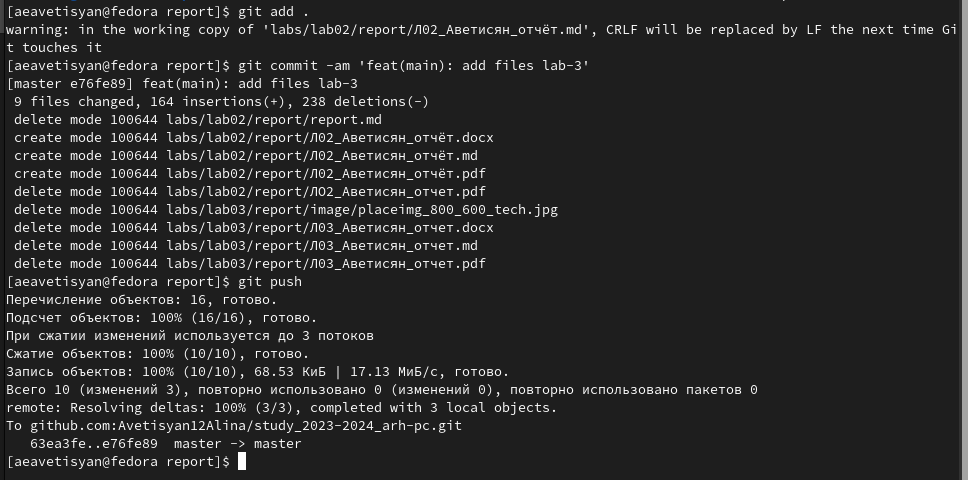 [aeavetisyan@fedora report]$ git add .
warning: in the working copy of 'labs/lab02/report/Л02_Аветисян_отчёт.md', CRLF will be replaced by LF the next time Gi
t touches it
[aeavetisyan@fedora report]$ git commit -am 'feat(main): add files lab-3'
[master e76fe89] feat(main): add files lab-3
 9 files changed, 164 insertions(+), 238 deletions(-)
 delete mode 100644 labs/lab02/report/report.md
 create mode 100644 labs/lab02/report/Л02_Аветисян_отчёт.docx
 create mode 100644 labs/lab02/report/Л02_Аветисян_отчёт.md
 create mode 100644 labs/lab02/report/Л02_Аветисян_отчёт.pdf
 delete mode 100644 labs/lab02/report/Л02_Аветисян_отчет.pdf
 delete mode 100644 labs/lab03/report/image/placeimg_800_600_tech.jpg
 delete mode 100644 labs/lab03/report/Л03_Аветисян_отчет.docx
 delete mode 100644 labs/lab03/report/Л03_Аветисян_отчет.md
 delete mode 100644 labs/lab03/report/Л03_Аветисян_отчет.pdf
[aeavetisyan@fedora report]$ git push
Перечисление объектов: 16, готово.
Подсчет объектов: 100% (16/16), готово.
При сжатии изменений используется до 3 потоков
Сжатие объектов: 100% (10/10), готово.
Запись объектов: 100% (10/10), 68.53 КиБ | 17.13 МиБ/с, готово.
Всего 10 (изменений 3), повторно использовано 0 (изменений 0), повторно использовано пакетов 0
remote: Resolving deltas: 100% (3/3), completed with 3 local objects.
To github.com:Avetisyan12Alina/study_2023-2024_arh-pc.git
   63ea3fe..e76fe89  master -> master
[aeavetisyan@fedora report]$